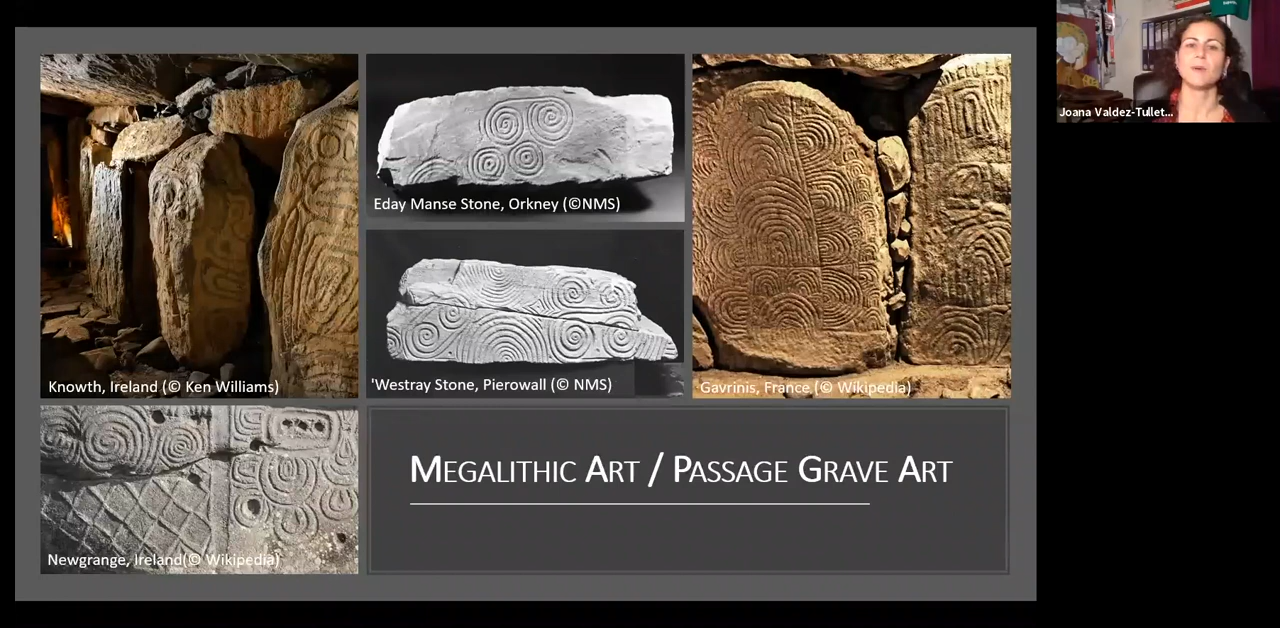 Joana Valdez-Tullet...
Eday Manse Stone, Orkney (©NMS)
Knowth, Ireland (© Ken Williams)
'Westray Stone, Pierowall (© NMS)
Gavrinis, France (© Wikipedia)
MEGALITHIC ART / PASSAGE GRAVE ART
Newgrange, Ireland(© Wikipedia)